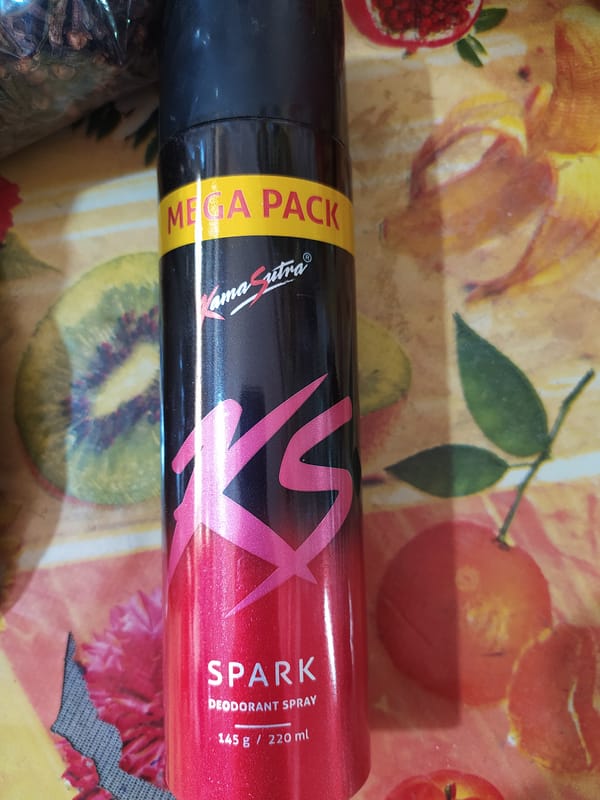 MEGA PACK
KamaSutra®
KS
SPARK
DEODORANT SPRAY
145 g / 220 ml